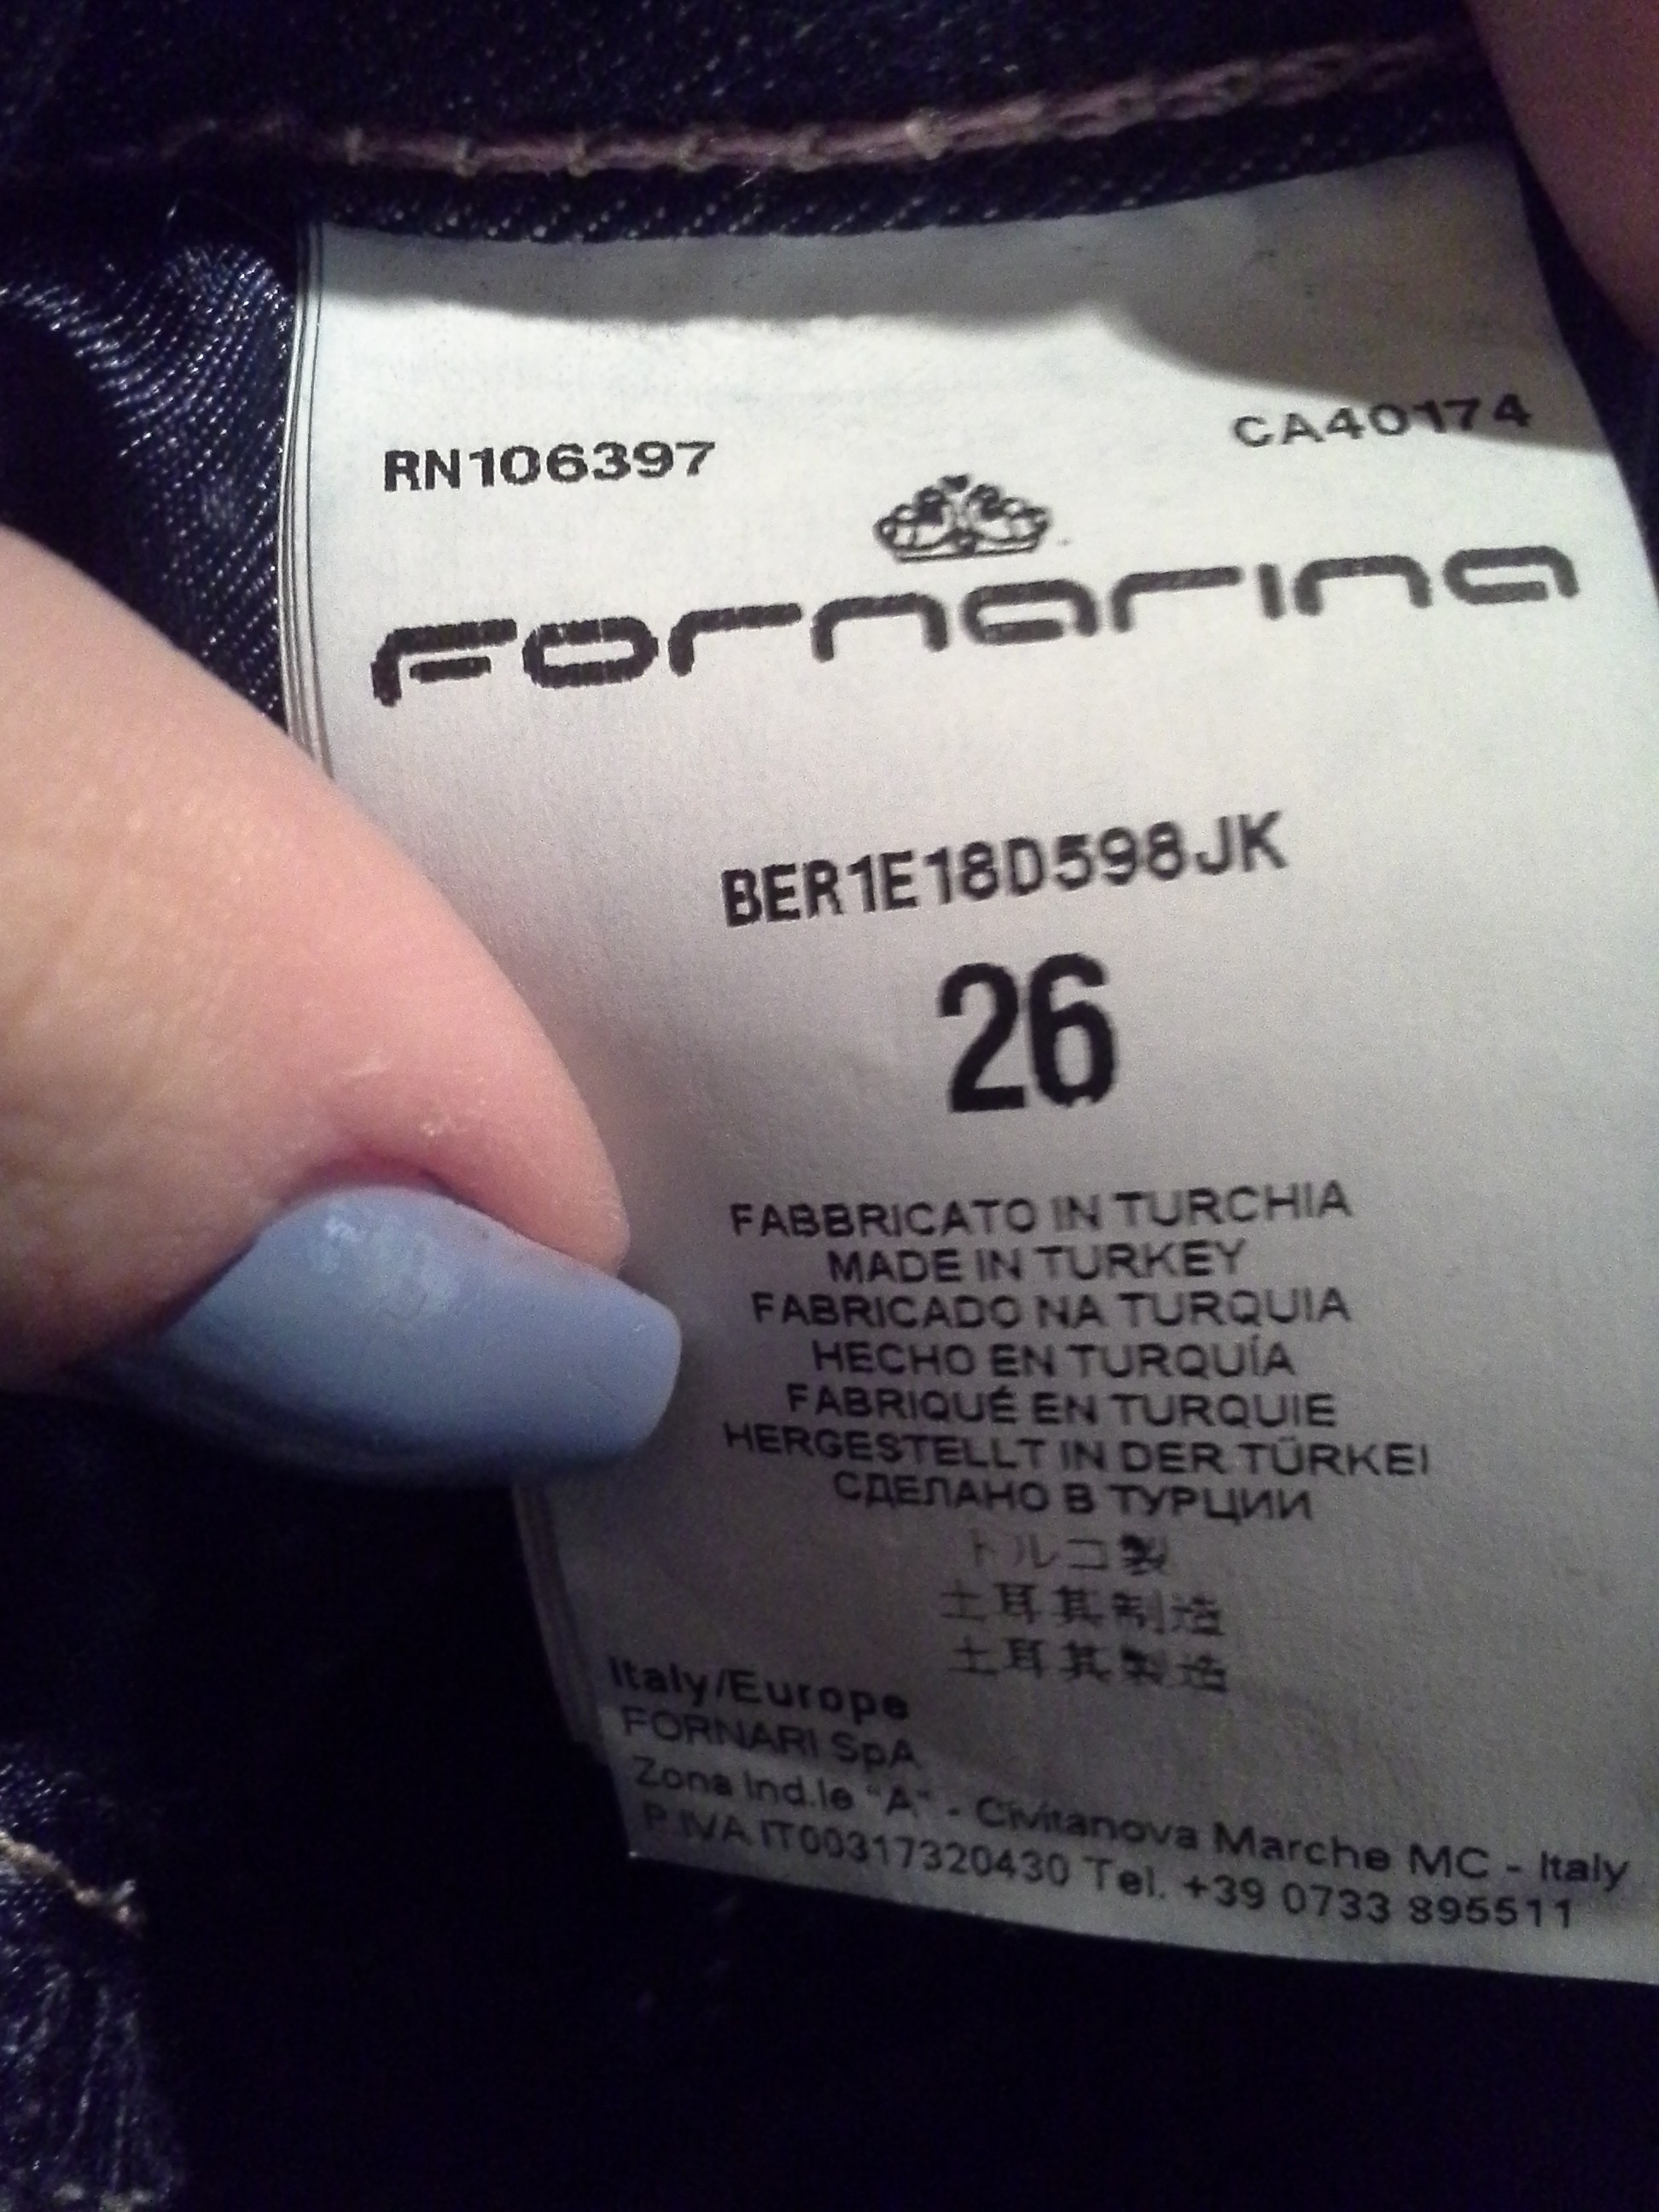 RN106397
CA40174
Fornarina
BER1E18D598JK
26
FABBRICATO IN TURCHIA
MADE IN TURKEY
FABRICADO NA TURQUIA
HECHO EN TURQUÍA
FABRIQUÉ EN TURQUIE
HERGESTELLT IN DER TÜRKEI
СДЕЛАНО В ТУРЦИИ
トルコ製
土耳其制造
土耳其製造
Italy/Europe
FORNARI SpA
Zona Ind.le "A" - Civitanova Marche MC - Italy
P.IVA IT00317320430 Tel. +39 0733 895511